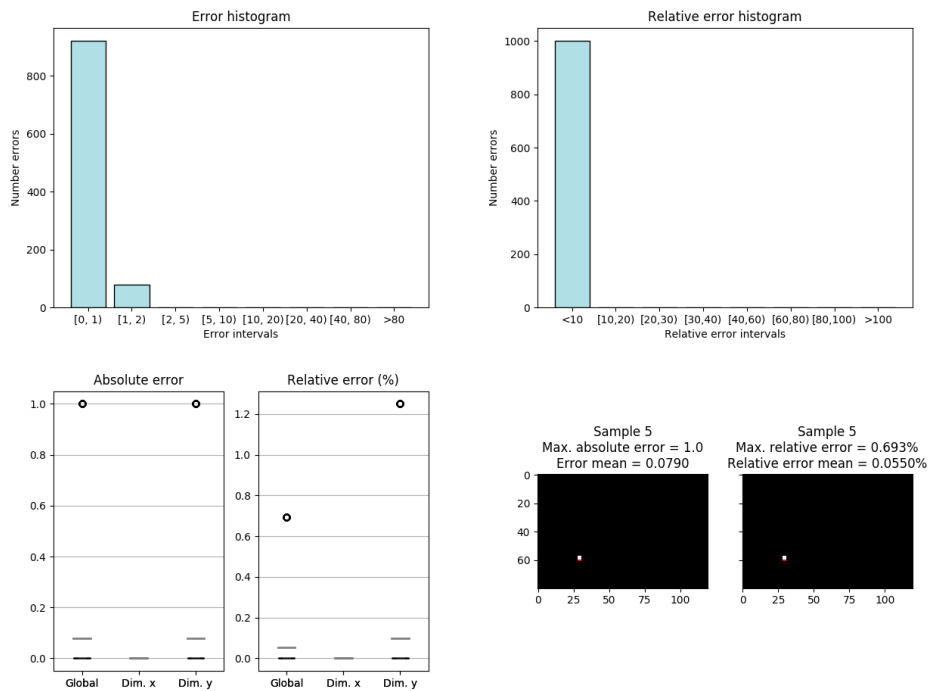 Error histogram
800
600
400
200
0
Number errors
[0, 1) [1, 2) [2, 5) [5, 10) [10, 20) [20, 40) [40, 80) >80
Error intervals
Relative error histogram
1000
800
600
400
200
0
Number errors
<10 [10,20) [20,30) [30,40) [40,60) [60,80) [80,100) >100
Relative error intervals
Absolute error
1.0
0.8
0.6
0.4
0.2
0.0
Global Dim. x Dim. y
Relative error (%)
1.2
1.0
0.8
0.6
0.4
0.2
0.0
Global Dim. x Dim. y
Sample 5
Max. absolute error = 1.0
Error mean = 0.0790
0
20
40
60
0 25 50 75 100
Sample 5
Max. relative error = 0.693%
Relative error mean = 0.0550%
0 25 50 75 100